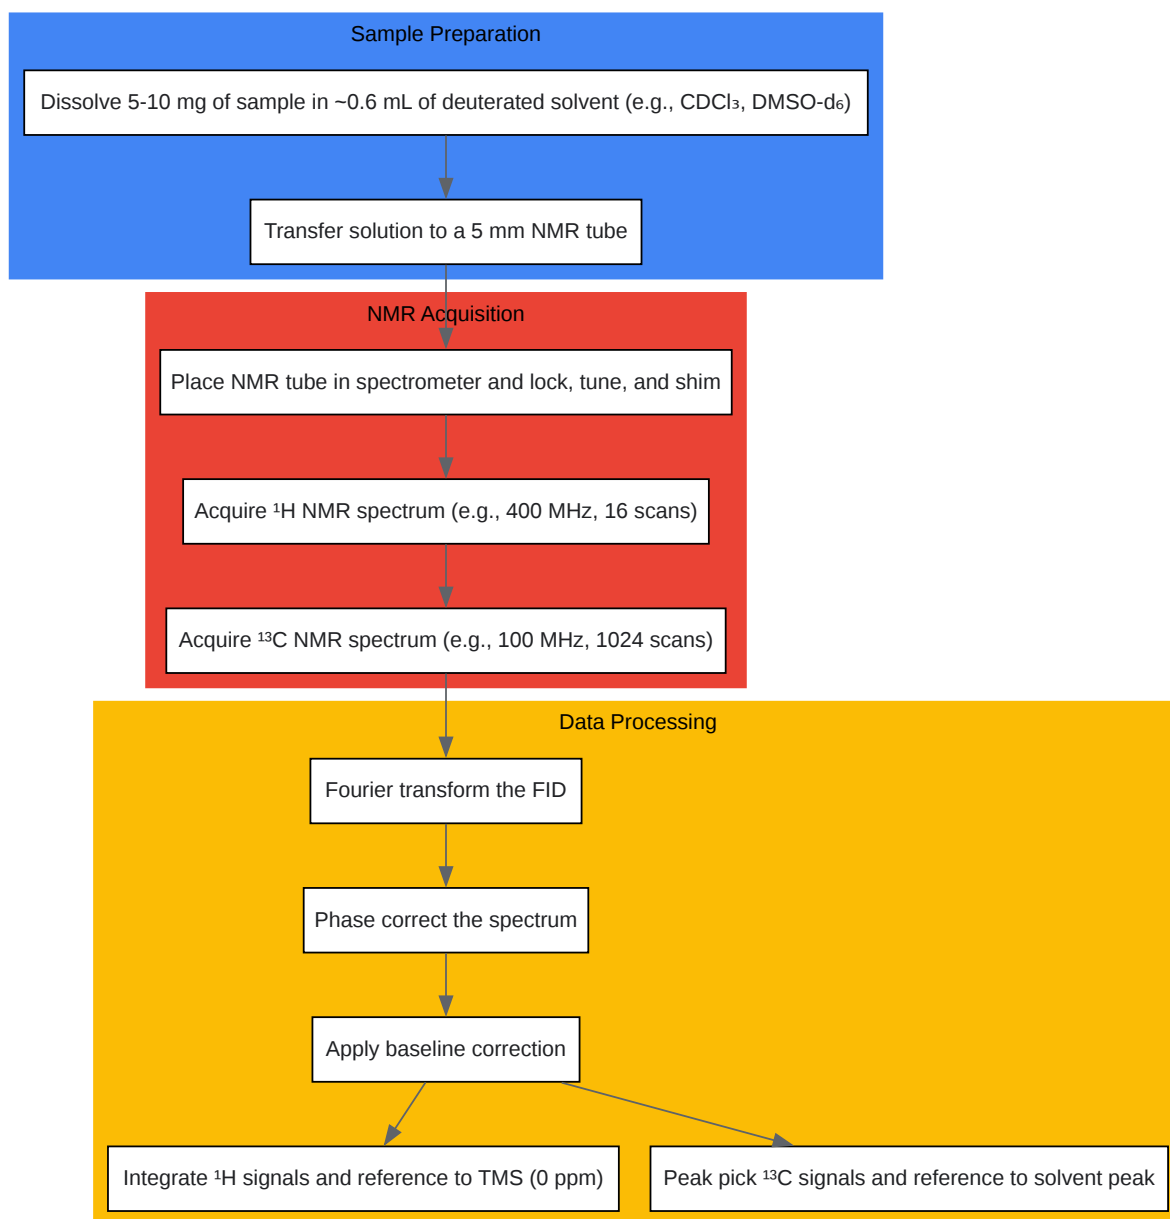 Sample Preparation
Dissolve 5-10 mg of sample in ~0.6 mL of deuterated solvent (e.g., CDCl₃, DMSO-d₆)
Transfer solution to a 5 mm NMR tube
NMR Acquisition
Place NMR tube in spectrometer and lock, tune, and shim
Acquire ¹H NMR spectrum (e.g., 400 MHz, 16 scans)
Acquire ¹³C NMR spectrum (e.g., 100 MHz, 1024 scans)
Data Processing
Fourier transform the FID
Phase correct the spectrum
Apply baseline correction
Integrate ¹H signals and reference to TMS (0 ppm)
Peak pick ¹³C signals and reference to solvent peak